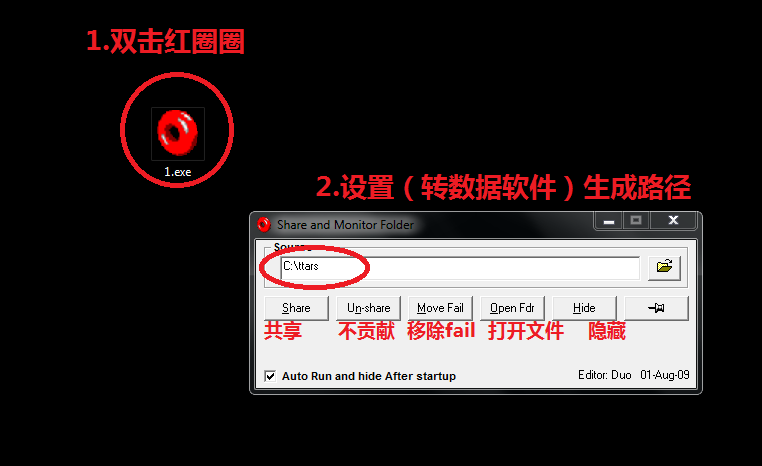 1.双击红圈圈
1.exe
2.设置（转数据软件）生成路径
Share and Monitor Folder
Source
C:\ttars
Share Un-share Move Fail Open Fdr Hide
共享 不贡献 移除fail 打开文件 隐藏
Auto Run and hide After startup Editor: Duo 01-Aug-09